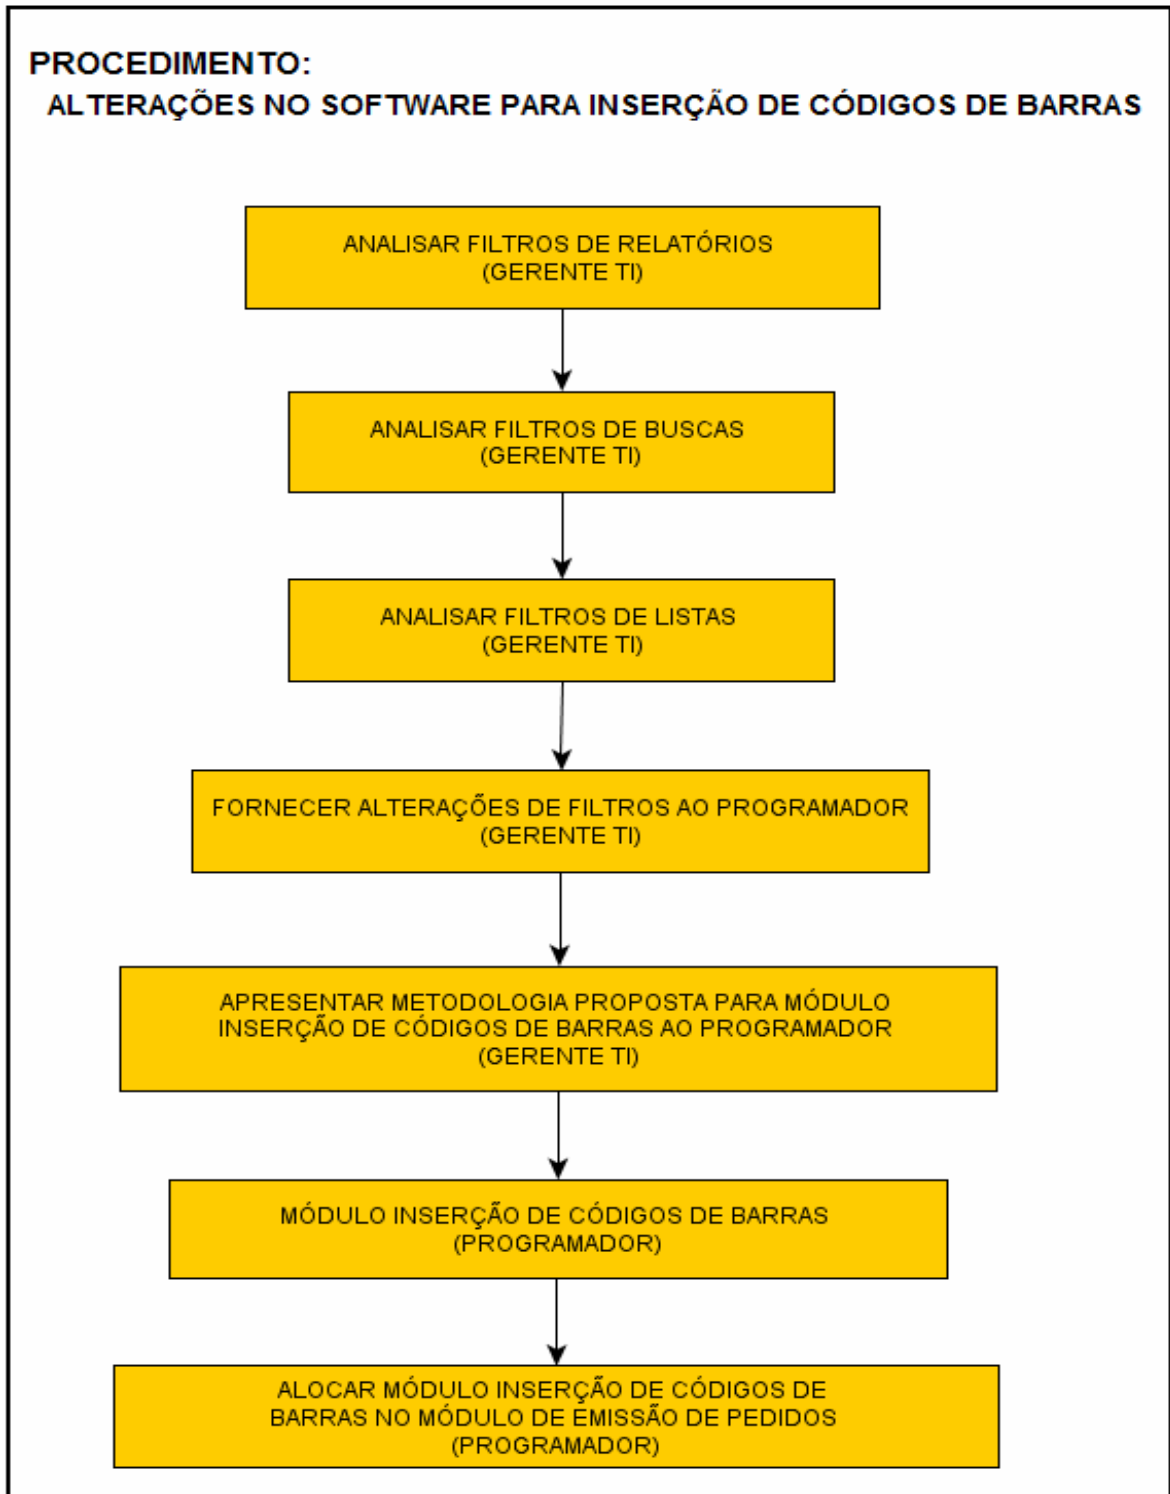 PROCEDIMENTO:
ALTERAÇÕES NO SOFTWARE PARA INSERÇÃO DE CÓDIGOS DE BARRAS
ANALISAR FILTROS DE RELATÓRIOS
(GERENTE TI)
ANALISAR FILTROS DE BUSCAS
(GERENTE TI)
ANALISAR FILTROS DE LISTAS
(GERENTE TI)
FORNECER ALTERAÇÕES DE FILTROS AO PROGRAMADOR
(GERENTE TI)
APRESENTAR METODOLOGIA PROPOSTA PARA MÓDULO
INSERÇÃO DE CÓDIGOS DE BARRAS AO PROGRAMADOR
(GERENTE TI)
MÓDULO INSERÇÃO DE CÓDIGOS DE BARRAS
(PROGRAMADOR)
ALOCAR MÓDULO INSERÇÃO DE CÓDIGOS DE
BARRAS NO MÓDULO DE EMISSÃO DE PEDIDOS
(PROGRAMADOR)